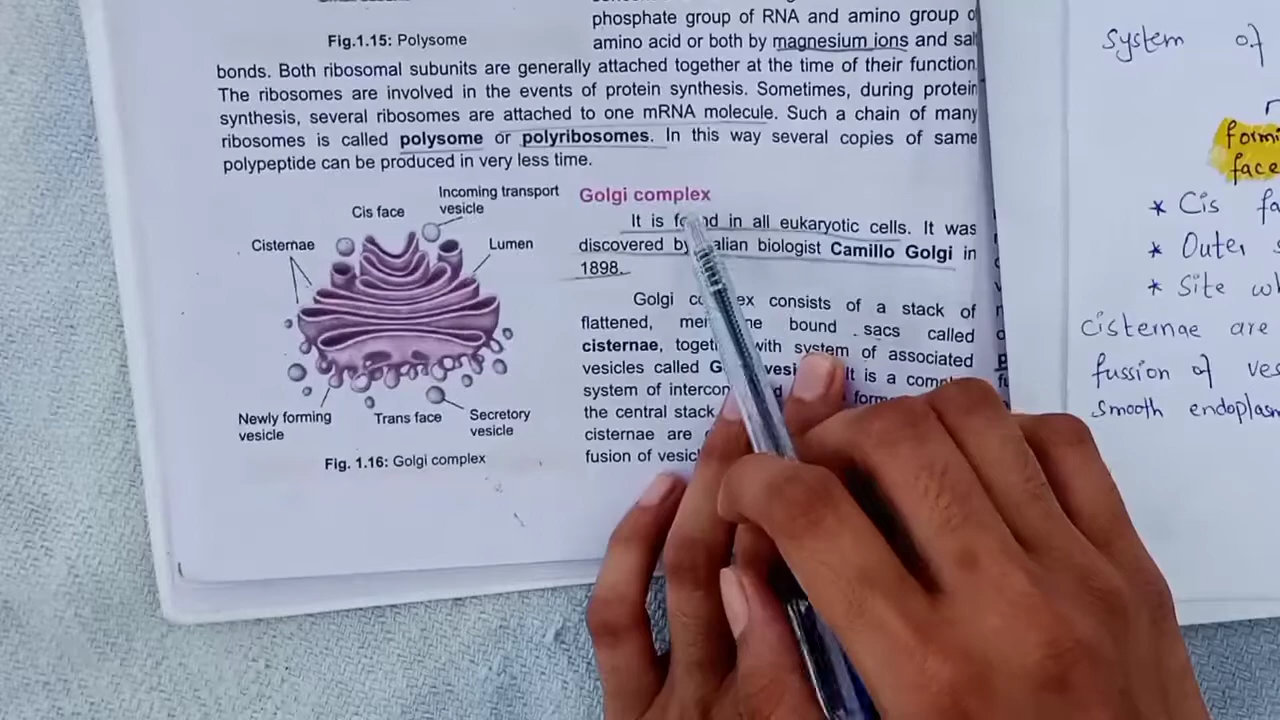 phosphate group of RNA and amino group
Fig.1.15: Polysome
amino acid or both by magnesium ions and
bonds. Both ribosomal subunits are generally attached together at the time of their function
The ribosomes are involved in the events of protein synthesis. Sometimes, during protein
synthesis, several ribosomes are attached to one mRNA molecule. Such a chain of many
ribosomes is called polysome or polyribosomes. In this way several copies of same
polypeptide can be produced in very less time.
Cis face
Incoming transport
vesicle
Cisternae
Lumen
Newly forming
vesicle
Trans face
Secretory
vesicle
Fig. 1.16: Golgi complex
Golgi complex
It is found in all eukaryotic cells. It was
discovered by alian biologist Camillo Golgi in
1898.
Golgi consists of a stack of
flattened, bound sacs called
cisternae, with system of associated
vesicles called It is a
system of
the central stack
cisternae are
fusion of
system of
face
* Cis
* Outer
* Site
cisternae are
fussion of
smooth